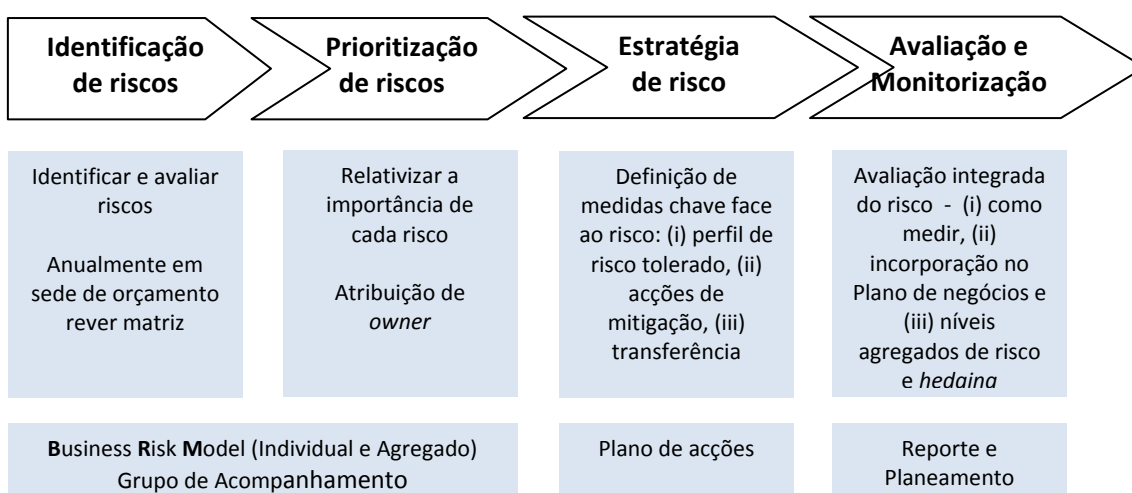 Identificação
de riscos
Prioritização
de riscos
Estratégia
de risco
Avaliação e
Monitorização
Identificar e avaliar
riscos
Anualmente em
sede de orçamento
rever matriz
Relativizar a
importância de
cada risco
Atribuição de
owner
Definição de
medidas chave face
ao risco: (i) perfil de
risco tolerado, (ii)
acções de
mitigação, (iii)
transferência
Avaliação integrada
do risco - (i) como
medir, (ii)
incorporação no
Plano de negócios e
(iii) níveis
agregados de risco
e hedging
Business Risk Model (Individual e Agregado)
Grupo de Acompanhamento
Plano de acções
Reporte e
Planeamento